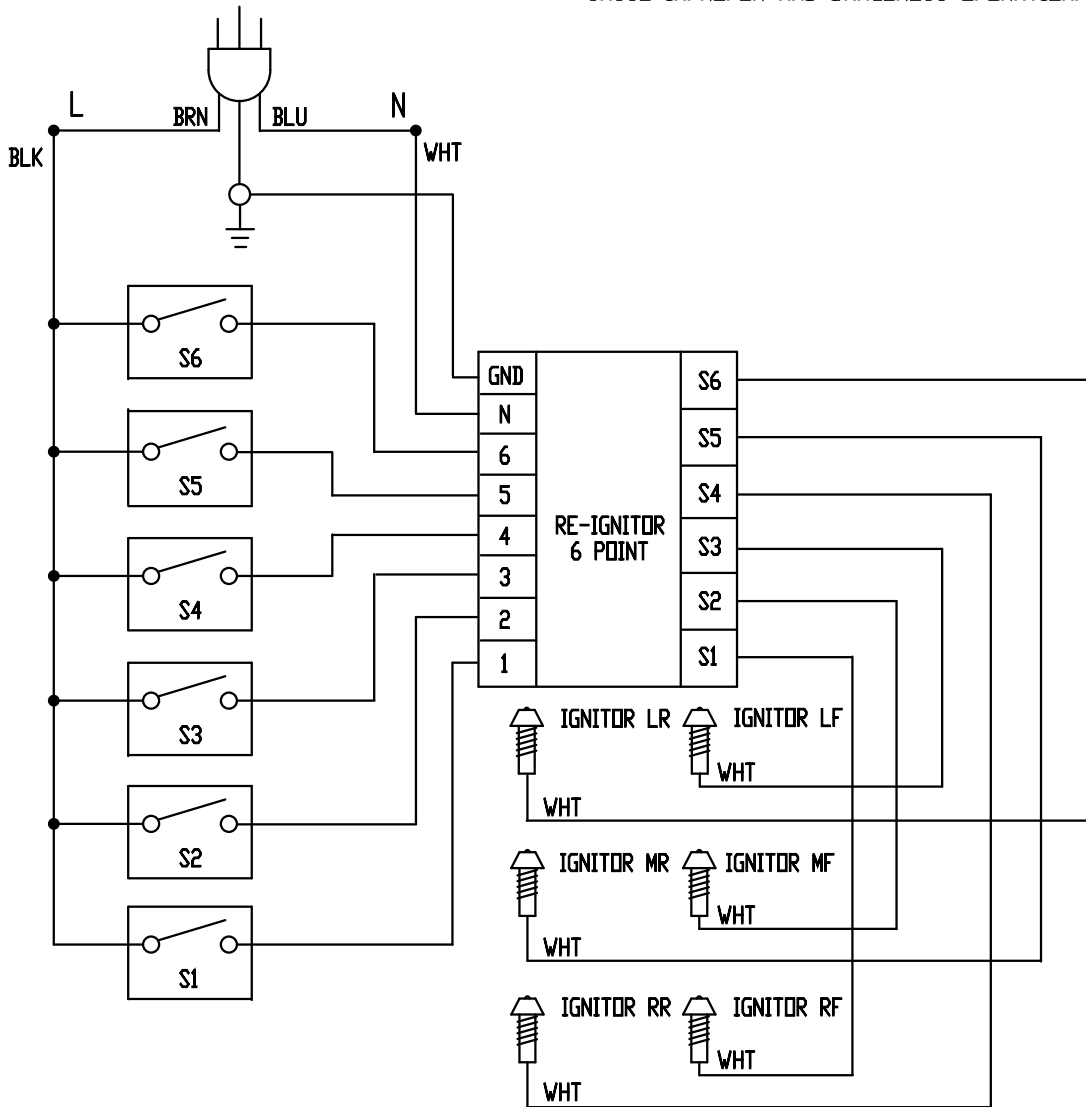 L
BRN
BLU
N
BLK
WHT
S6
S5
S4
S3
S2
S1
GND
N
6
5
4
3
2
1
RE-IGNITOR
6 POINT
S6
S5
S4
S3
S2
S1
IGNITOR LR
IGNITOR LF
WHT
WHT
IGNITOR MR
IGNITOR MF
WHT
WHT
IGNITOR RR
IGNITOR RF
WHT
WHT